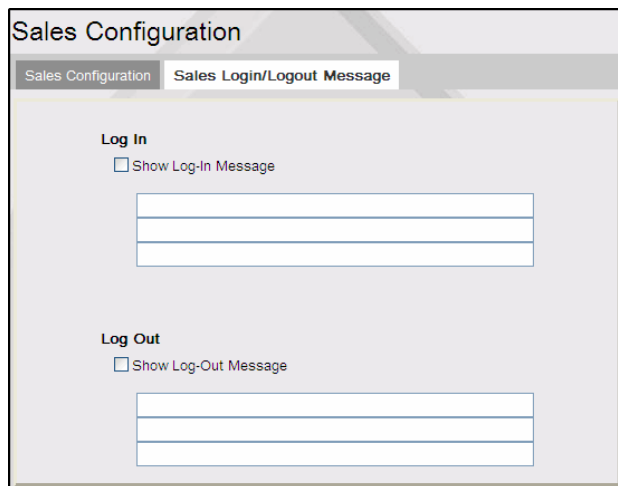 Sales Configuration
Sales Configuration Sales Login/Logout Message
Log In
Show Log-In Message
Log Out
Show Log-Out Message